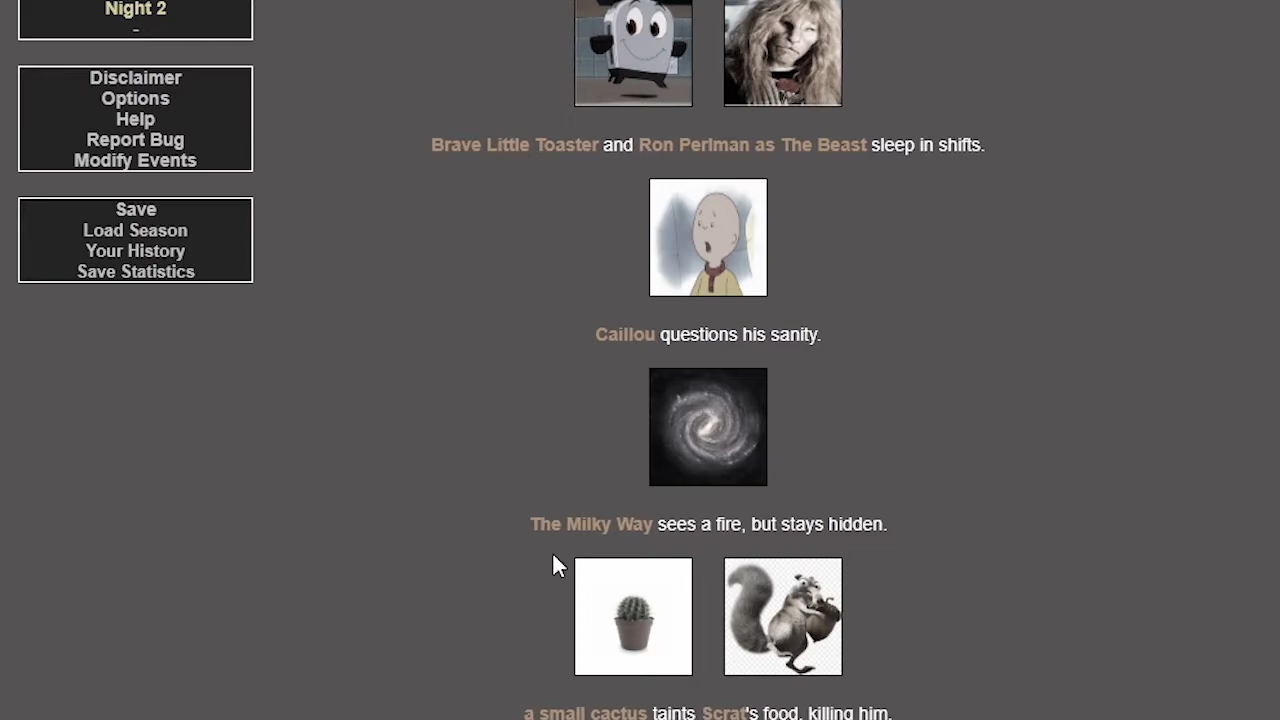 Night 2
-
Disclaimer
Options
Help
Report Bug
Modify Events
Save
Load Season
Your History
Save Statistics
Brave Little Toaster and Ron Perlman as The Beast sleep in shifts.
Caillou questions his sanity.
The Milky Way sees a fire, but stays hidden.
a small cactus taints Scrat's food, killing him.